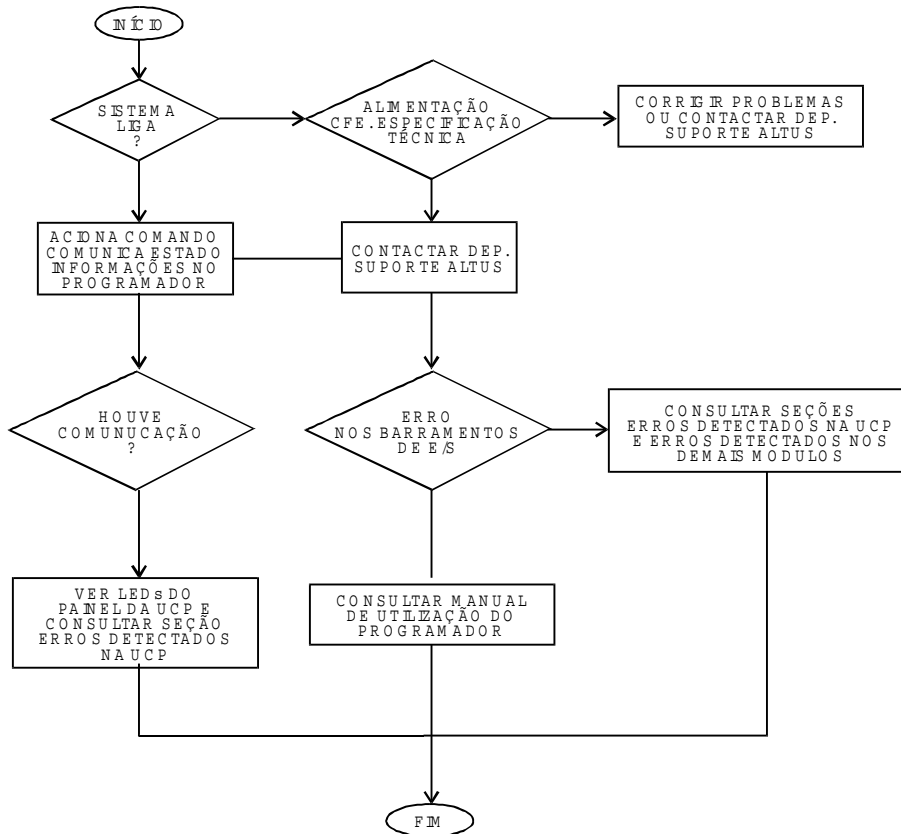 INÍCIO
SISTEMA
LIGA
?
ALIMENTAÇÃO
CFE. ESPECIFICAÇÃO
TÉCNICA
CORRIGIR PROBLEMAS
OU CONTACTAR DEP.
SUPORTE ALTUS
ACIONA COMANDO
COMUNICA ESTADO
INFORMAÇÕES NO
PROGRAMADOR
CONTACTAR DEP.
SUPORTE ALTUS
HOUVE
COMUNUCAÇÃO
?
ERRO
NOS BARRAMENTOS
DE E/S
CONSULTAR SEÇÕES
ERROS DETECTADOS NA UCP
E ERROS DETECTADOS NOS
DEMAIS MODULOS
VER LEDs DO
PAINEL DA UCP E
CONSULTAR SEÇÃO
ERROS DETECTADOS
NA UCP
CONSULTAR MANUAL
DE UTILIZAÇÃO DO
PROGRAMADOR
FIM